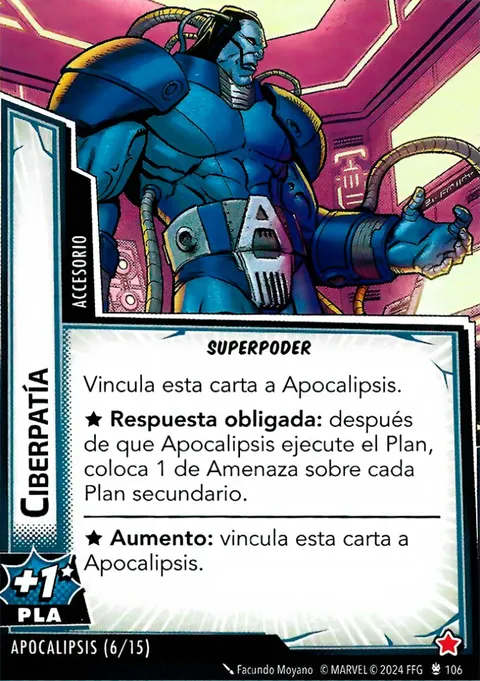 ACCESORIO
CIBERPATÍA
SUPERPODER
Vincula esta carta a Apocalipsis.
★ Respuesta obligada: después
de que Apocalipsis ejecute el Plan,
coloca 1 de Amenaza sobre cada
Plan secundario.
★ Aumento: vincula esta carta a
Apocalipsis.
+1★
PLA
APOCALIPSIS (6/15)
Facundo Moyano © MARVEL © 2024 FFG 106